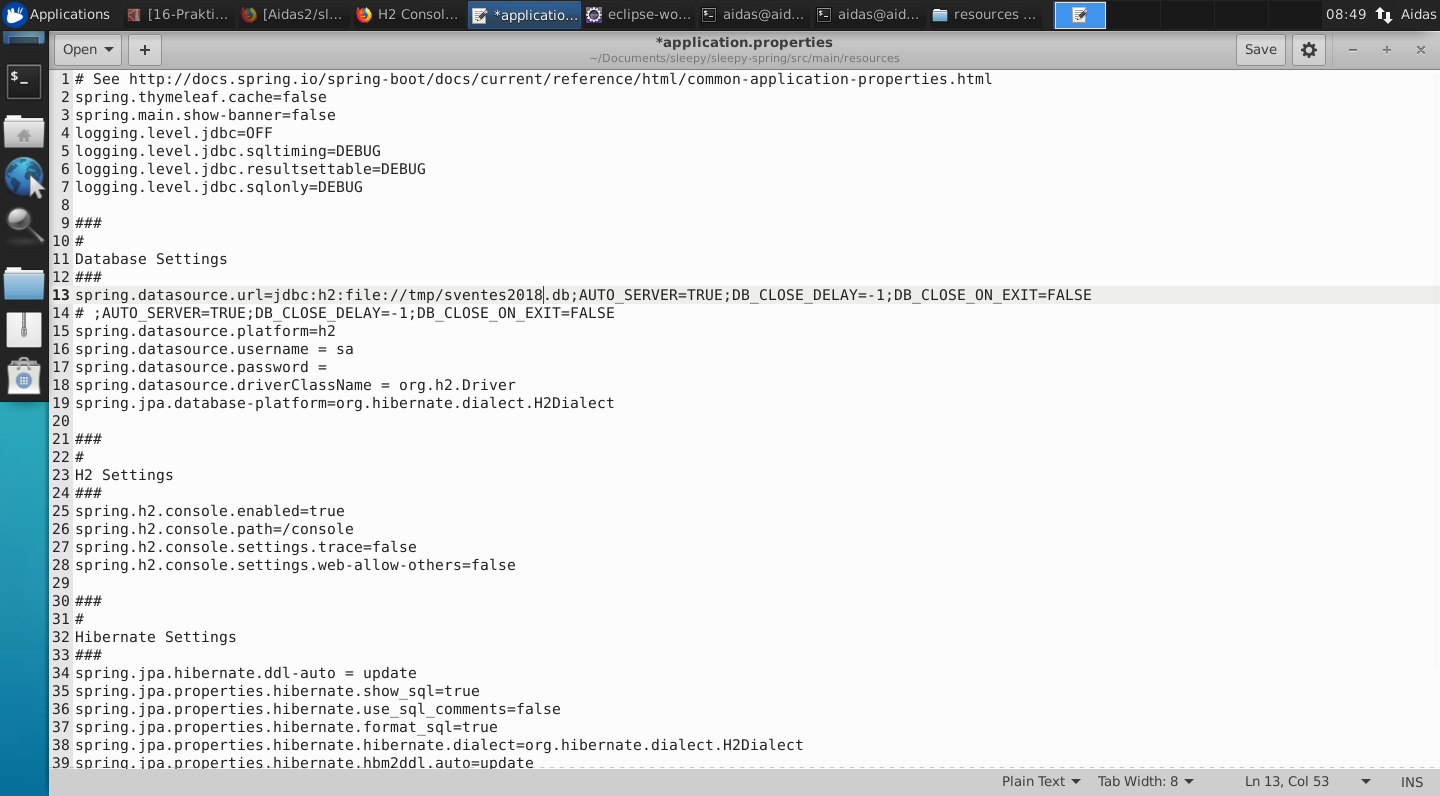 Applications [16-Prakti... [Aidas2/sl... H2 Consol... *applicatio... eclipse-wo... aidas@aid... aidas@aid... resources ... 08:49 Aidas
Open + *application.properties Save
~/Documents/sleepy/sleepy-spring/src/main/resources
1 # See http://docs.spring.io/spring-boot/docs/current/reference/html/common-application-properties.html
2 spring.thymeleaf.cache=false
3 spring.main.show-banner=false
4 logging.level.jdbc=OFF
5 logging.level.jdbc.sqltiming=DEBUG
6 logging.level.jdbc.resultsettable=DEBUG
7 logging.level.jdbc.sqlonly=DEBUG
8
9 ###
10 #
11 Database Settings
12 ###
13 spring.datasource.url=jdbc:h2:file://tmp/sventes2018.db;AUTO_SERVER=TRUE;DB_CLOSE_DELAY=-1;DB_CLOSE_ON_EXIT=FALSE
14 # ;AUTO_SERVER=TRUE;DB_CLOSE_DELAY=-1;DB_CLOSE_ON_EXIT=FALSE
15 spring.datasource.platform=h2
16 spring.datasource.username = sa
17 spring.datasource.password =
18 spring.datasource.driverClassName = org.h2.Driver
19 spring.jpa.database-platform=org.hibernate.dialect.H2Dialect
20
21 ###
22 #
23 H2 Settings
24 ###
25 spring.h2.console.enabled=true
26 spring.h2.console.path=/console
27 spring.h2.console.settings.trace=false
28 spring.h2.console.settings.web-allow-others=false
29
30 ###
31 #
32 Hibernate Settings
33 ###
34 spring.jpa.hibernate.ddl-auto = update
35 spring.jpa.properties.hibernate.show_sql=true
36 spring.jpa.properties.hibernate.use_sql_comments=false
37 spring.jpa.properties.hibernate.format_sql=true
38 spring.jpa.properties.hibernate.hibernate.dialect=org.hibernate.dialect.H2Dialect
39 spring.jpa.properties.hibernate.hbm2ddl.auto=update
Plain Text Tab Width: 8 Ln 13, Col 53 INS